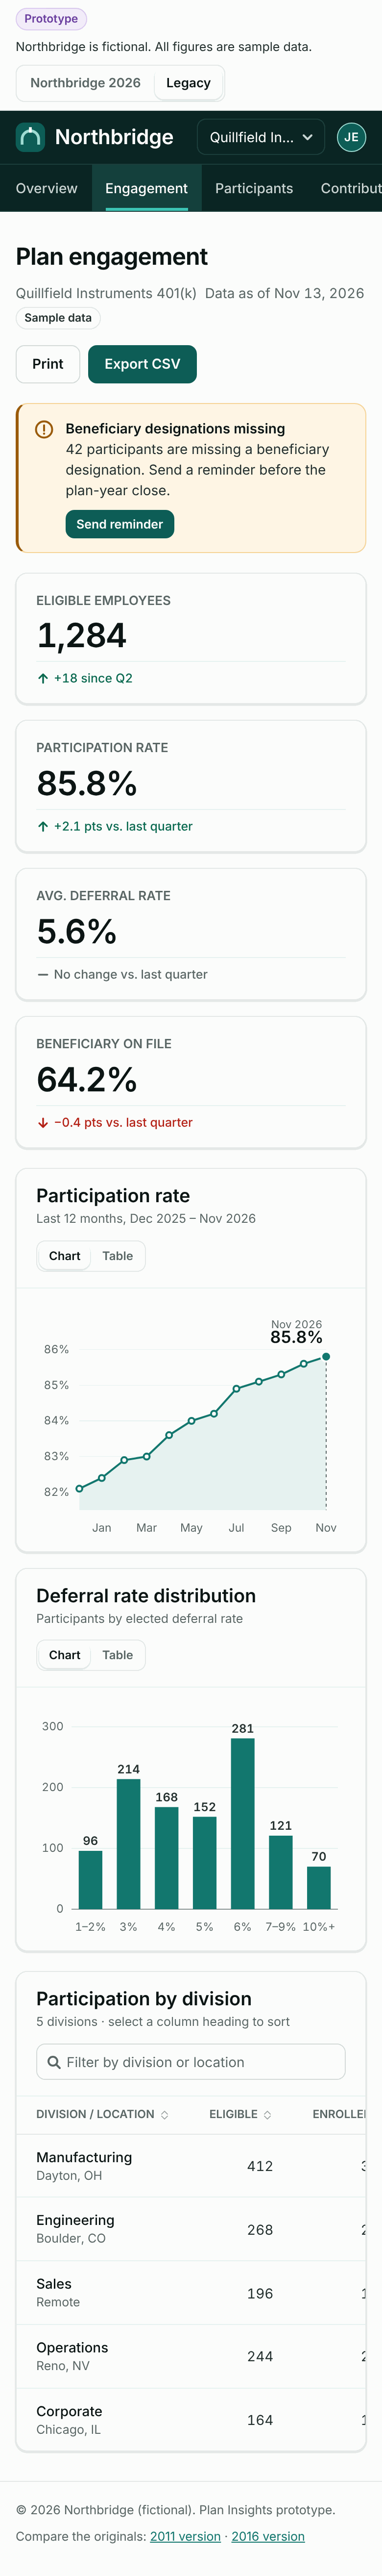 Prototype
Northbridge is fictional. All figures are sample data.
Northbridge 2026 Legacy
Northbridge Quillfield In... JE
Overview Engagement Participants Contribut
Plan engagement
Quillfield Instruments 401(k) Data as of Nov 13, 2026
Sample data
Print Export CSV
Beneficiary designations missing
42 participants are missing a beneficiary
designation. Send a reminder before the
plan-year close.
Send reminder
ELIGIBLE EMPLOYEES
1,284
+18 since Q2
PARTICIPATION RATE
85.8%
+2.1 pts vs. last quarter
AVG. DEFERRAL RATE
5.6%
No change vs. last quarter
BENEFICIARY ON FILE
64.2%
−0.4 pts vs. last quarter
Participation rate
Last 12 months, Dec 2025 – Nov 2026
Chart Table
Nov 2026
85.8%
86%
85%
84%
83%
82%
Jan Mar May Jul Sep Nov
Deferral rate distribution
Participants by elected deferral rate
Chart Table
300
200
100
0
96 214 168 152 281 121 70
1–2% 3% 4% 5% 6% 7–9% 10%+
Participation by division
5 divisions · select a column heading to sort
Filter by division or location
DIVISION / LOCATION ELIGIBLE ENROLLE
Manufacturing
Dayton, OH
412
Engineering
Boulder, CO
268
Sales
Remote
196
Operations
Reno, NV
244
Corporate
Chicago, IL
164
© 2026 Northbridge (fictional). Plan Insights prototype.
Compare the originals: 2011 version · 2016 version